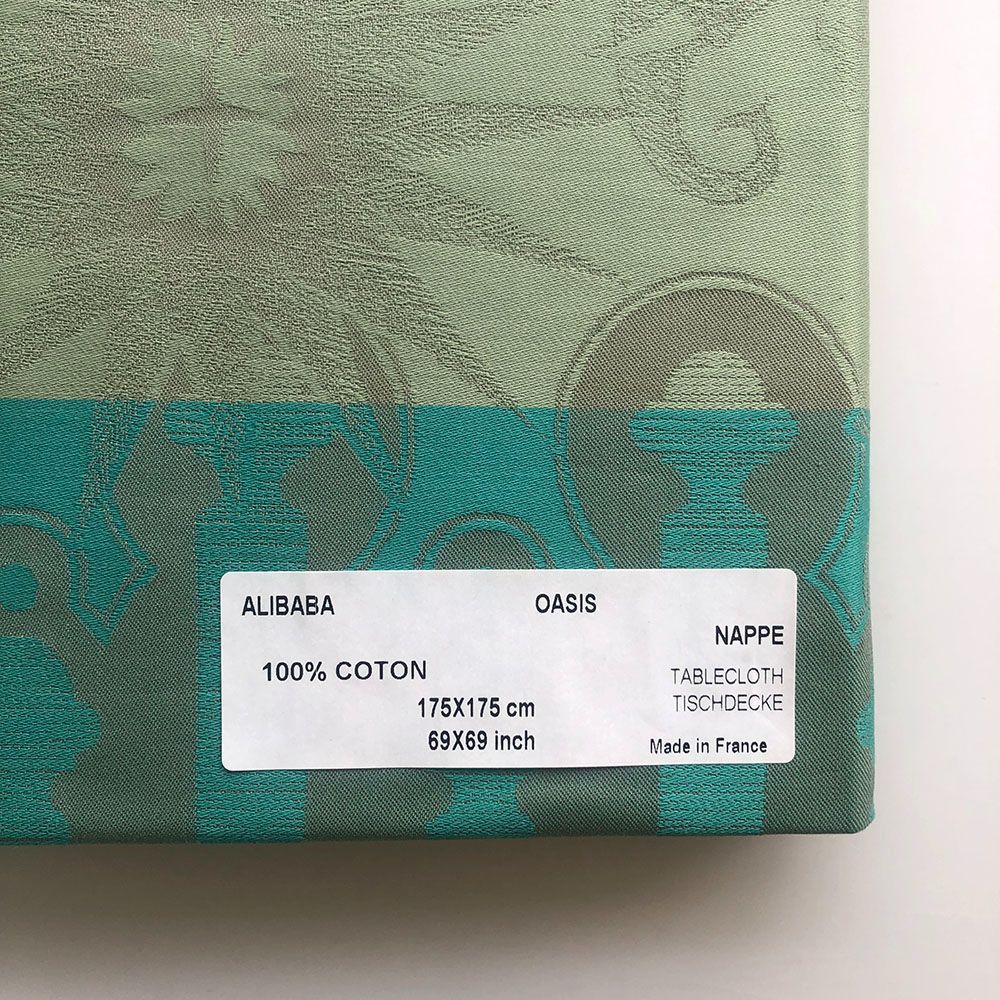 ALIBABA OASIS
NAPPE
100% COTON TABLECLOTH
175X175 cm TISCHDECKE
69X69 inch Made in France